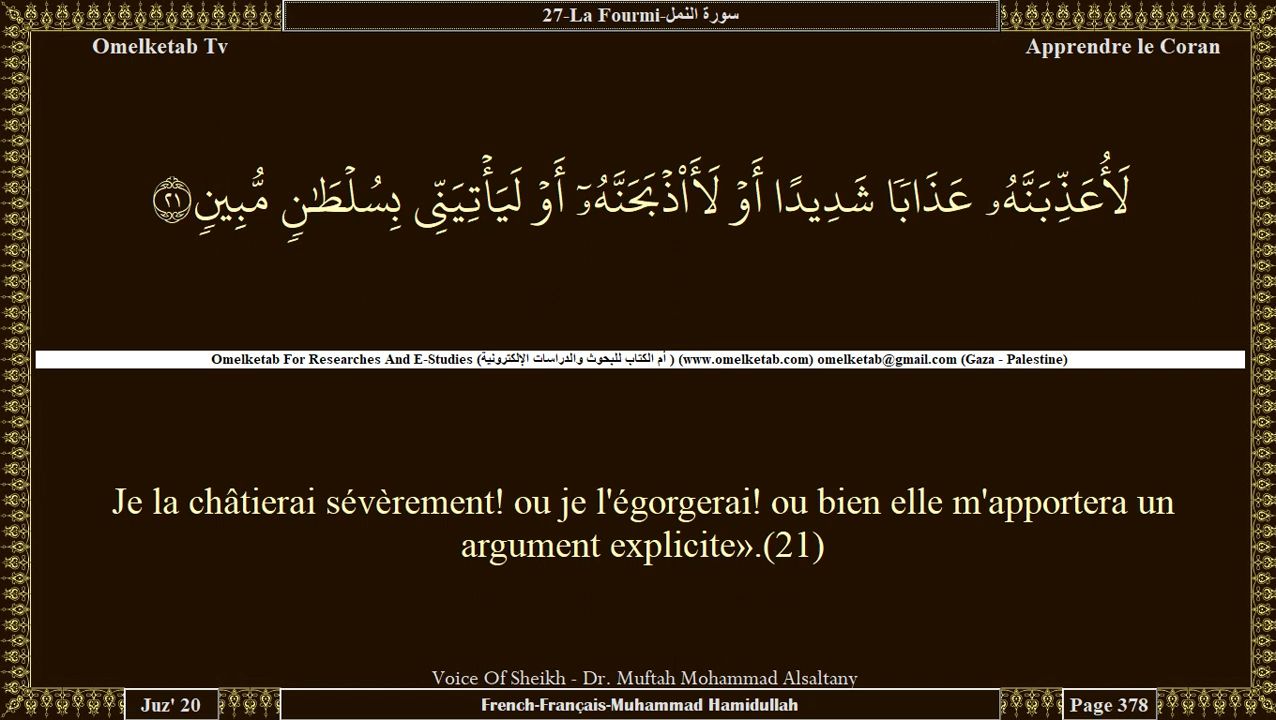 27-La Fourmi-سورة النمل
Omelketab Tv
Apprendre le Coran
لَأُعَذِّبَنَّهُۥ عَذَابٗا شَدِيدًا أَوۡ لَأَاْذۡبَحَنَّهُۥٓ أَوۡ لَيَأۡتِيَنِّي بِسُلۡطَٰنٖ مُّبِينٖ ٢١
Omelketab For Researches And E-Studies (أم الكتاب للبحوث والدراسات الإلكترونية ) (www.omelketab.com) omelketab@gmail.com (Gaza - Palestine)
Je la châtierai sévèrement! ou je l'égorgerai! ou bien elle m'apportera un
argument explicite».(21)
Voice Of Sheikh - Dr. Muftah Mohammad Alsaltany
Juz' 20
French-Français-Muhammad Hamidullah
Page 378